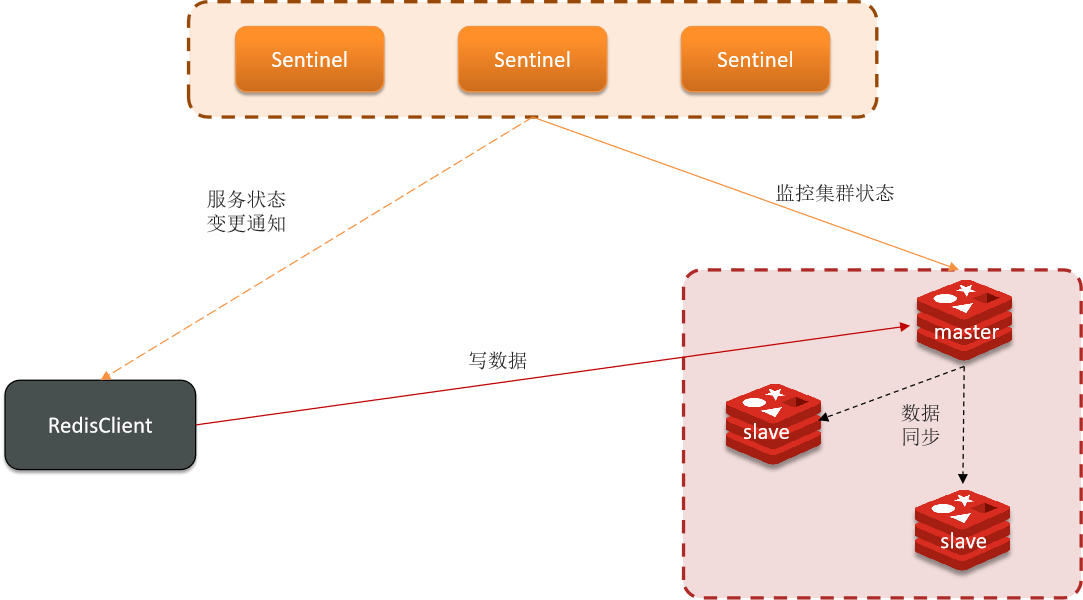 Sentinel
Sentinel
Sentinel
服务状态
变更通知
监控集群状态
master
写数据
RedisClient
slave
数据
同步
slave